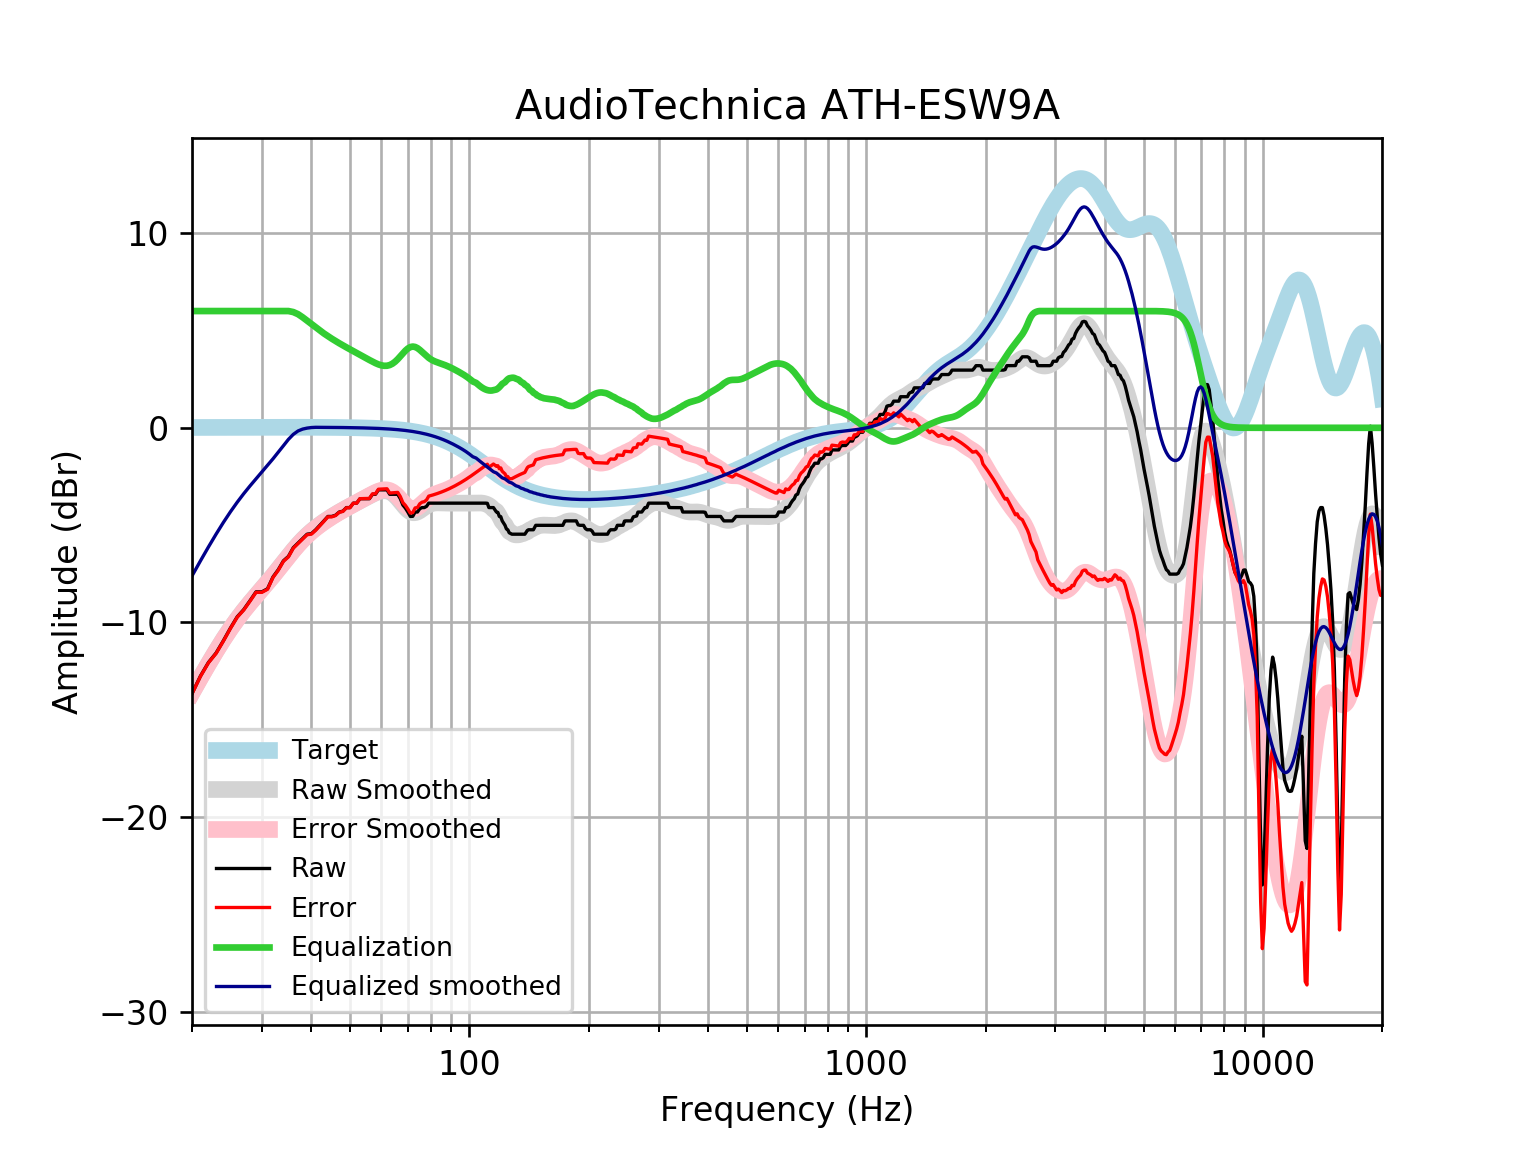 AudioTechnica ATH-ESW9A
Amplitude (dBr)
10
0
−10
−20
−30
Target
Raw Smoothed
Error Smoothed
Raw
Error
Equalization
Equalized smoothed
100
1000
10000
Frequency (Hz)